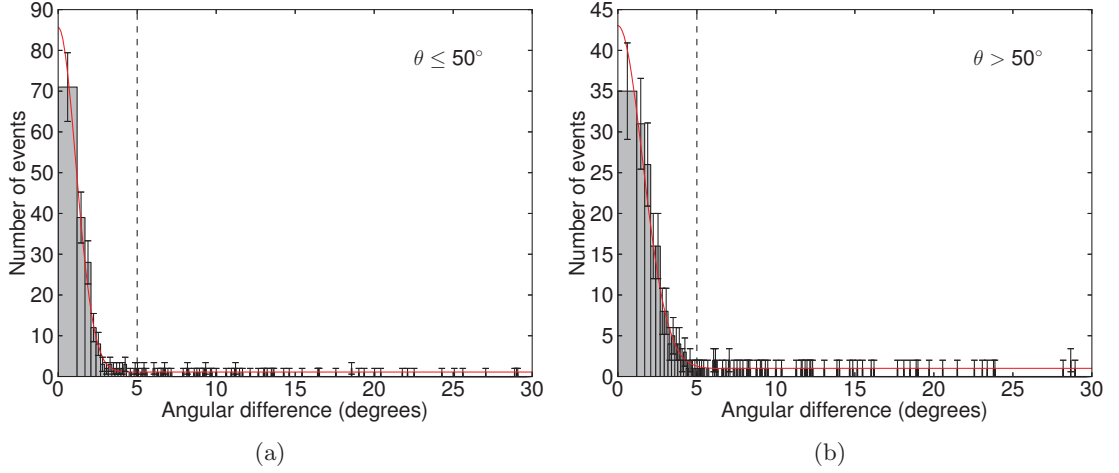 90
80
70
60
50
40
30
20
10
0
Number of events
θ ≤ 50°
0 5 10 15 20 25 30
Angular difference (degrees)
(a)
45
40
35
30
25
20
15
10
5
0
Number of events
θ > 50°
0 5 10 15 20 25 30
Angular difference (degrees)
(b)